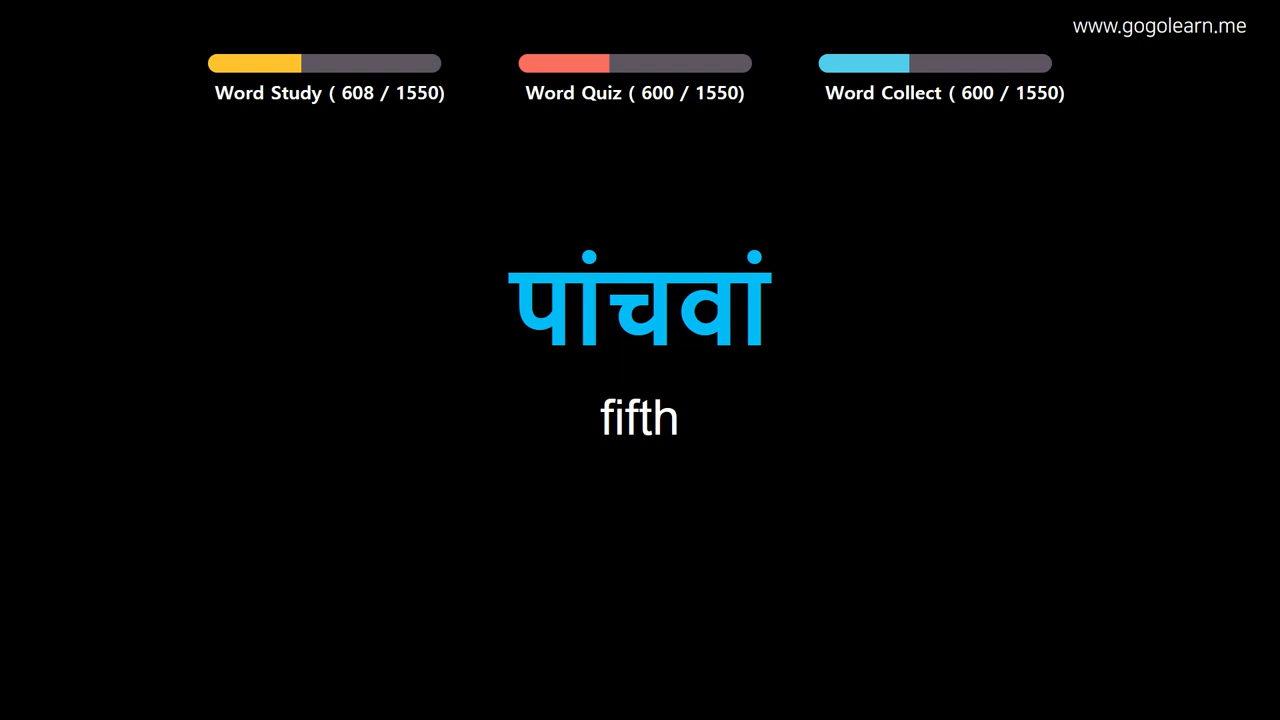 www.gogolearn.me
Word Study ( 608 / 1550)
Word Quiz ( 600 / 1550)
Word Collect ( 600 / 1550)
पांचवां
fifth